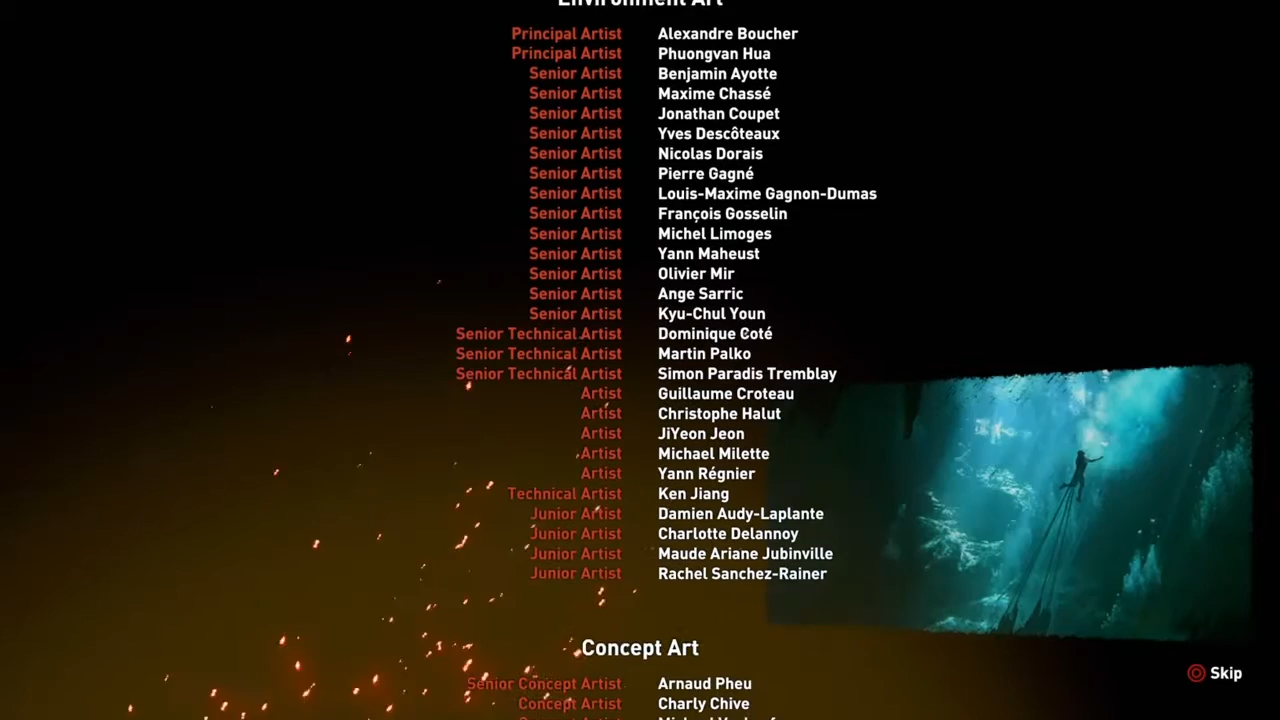 Environment Art
Principal Artist Alexandre Boucher
Principal Artist Phuongvan Hua
Senior Artist Benjamin Ayotte
Senior Artist Maxime Chassé
Senior Artist Jonathan Coupet
Senior Artist Yves Descôteaux
Senior Artist Nicolas Dorais
Senior Artist Pierre Gagné
Senior Artist Louis-Maxime Gagnon-Dumas
Senior Artist François Gosselin
Senior Artist Michel Limoges
Senior Artist Yann Maheust
Senior Artist Olivier Mir
Senior Artist Ange Sarric
Senior Artist Kyu-Chul Youn
Senior Technical Artist Dominique Coté
Senior Technical Artist Martin Palko
Senior Technical Artist Simon Paradis Tremblay
Artist Guillaume Croteau
Artist Christophe Halut
Artist JiYeon Jeon
Artist Michael Milette
Artist Yann Régnier
Technical Artist Ken Jiang
Junior Artist Damien Audy-Laplante
Junior Artist Charlotte Delannoy
Junior Artist Maude Ariane Jubinville
Junior Artist Rachel Sanchez-Rainer
Concept Art
Skip
Senior Concept Artist Arnaud Pheu
Concept Artist Charly Chive
Concept Artist